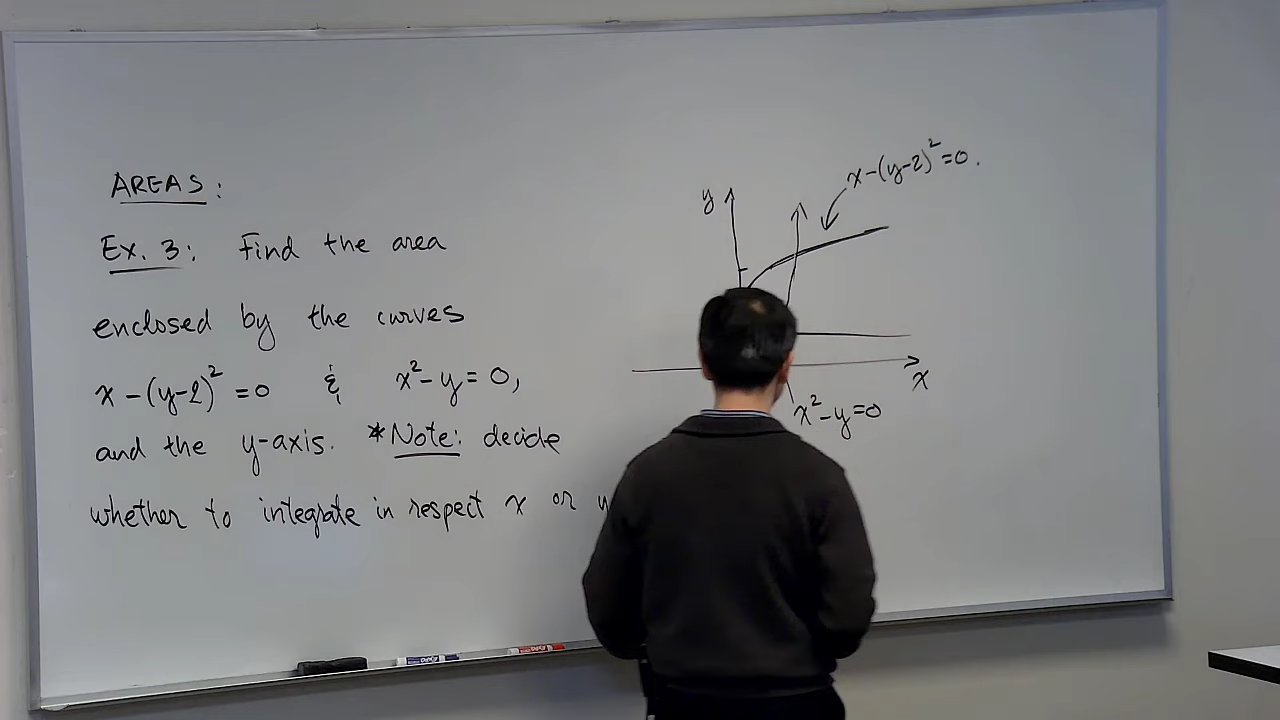 AREAS:
Ex. 3: Find the area
enclosed by the curves
x-(y-2)²=0 & x²-y=0,
and the y-axis. *Note: decide
whether to integrate in respect x or y
y
x-(y-2)²=0.
x
x²-y=0